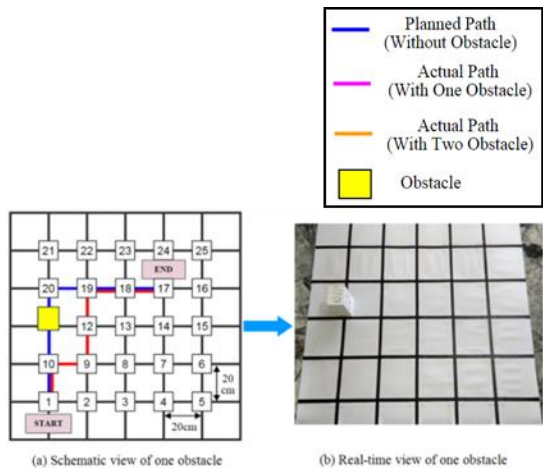 Planned Path
(Without Obstacle)
Actual Path
(With One Obstacle)
Actual Path
(With Two Obstacle)
Obstacle
21 22 23 24 25
END
20 19 18 17 16
12 13 14 15
10 9 8 7 6
20
cm
1 2 3 4 5
START
20cm
(a) Schematic view of one obstacle
(b) Real-time view of one obstacle